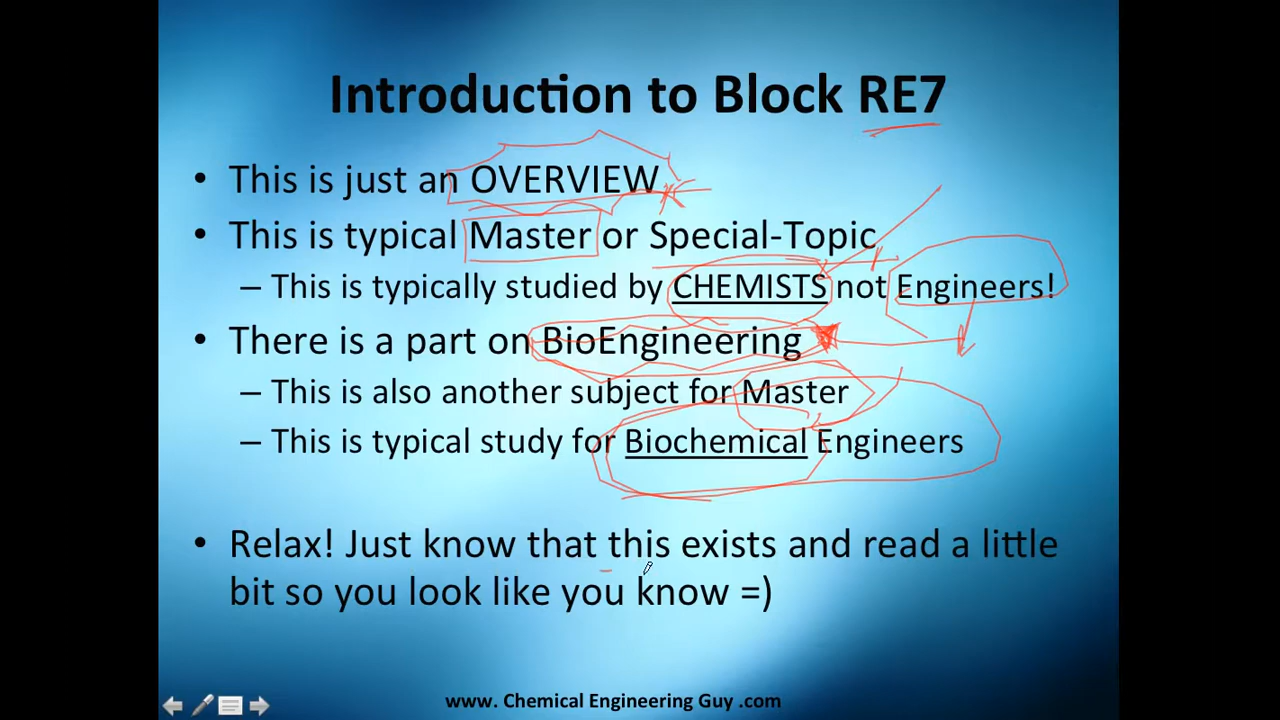 Introduction to Block RE7
• This is just an OVERVIEW
• This is typical Master or Special-Topic
– This is typically studied by CHEMISTS not Engineers!
• There is a part on BioEngineering
– This is also another subject for Master
– This is typical study for Biochemical Engineers
• Relax! Just know that this exists and read a little
bit so you look like you know =)
www. Chemical Engineering Guy .com